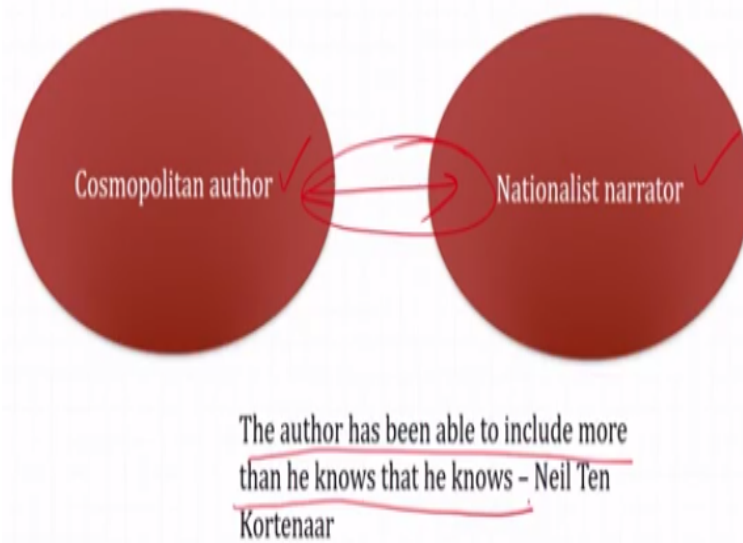 Cosmopolitan author
Nationalist narrator
The author has been able to include more
than he knows that he knows – Neil Ten
Kortenaar